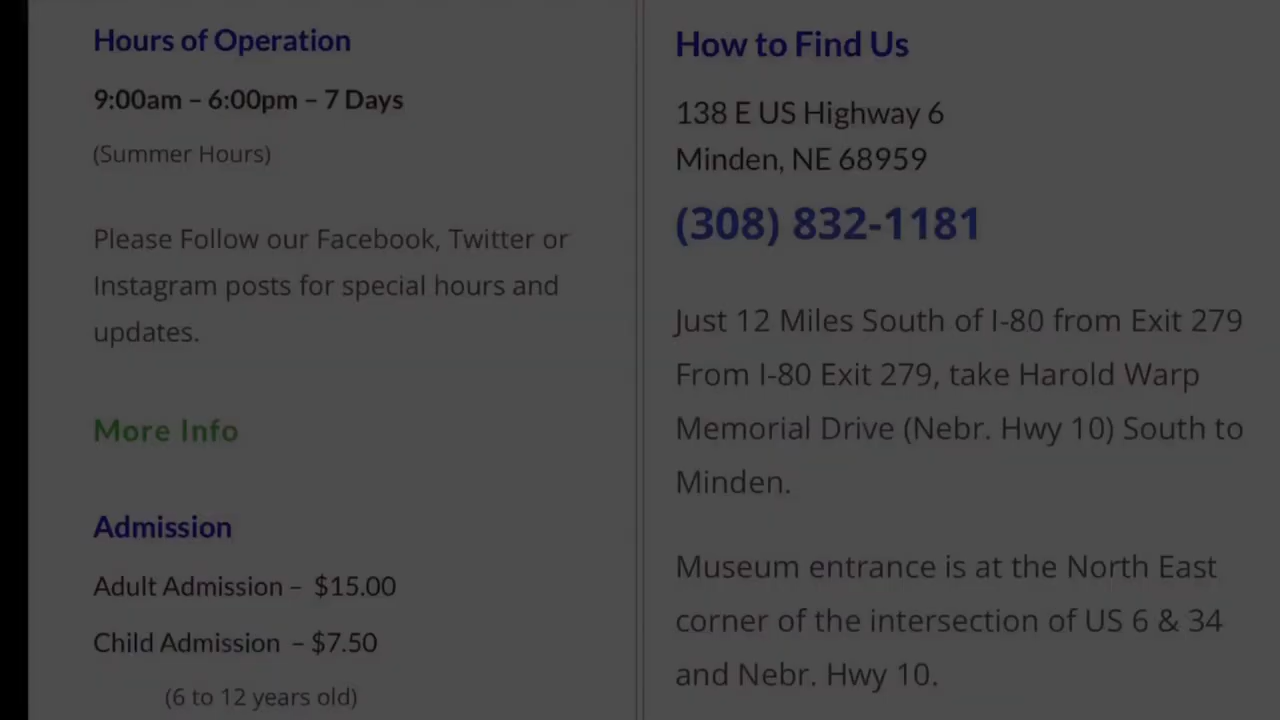 Hours of Operation
9:00am – 6:00pm – 7 Days
(Summer Hours)
Please Follow our Facebook, Twitter or
Instagram posts for special hours and
updates.
More Info
Admission
Adult Admission – $15.00
Child Admission – $7.50
(6 to 12 years old)
How to Find Us
138 E US Highway 6
Minden, NE 68959
(308) 832-1181
Just 12 Miles South of I-80 from Exit 279
From I-80 Exit 279, take Harold Warp
Memorial Drive (Nebr. Hwy 10) South to
Minden.
Museum entrance is at the North East
corner of the intersection of US 6 & 34
and Nebr. Hwy 10.